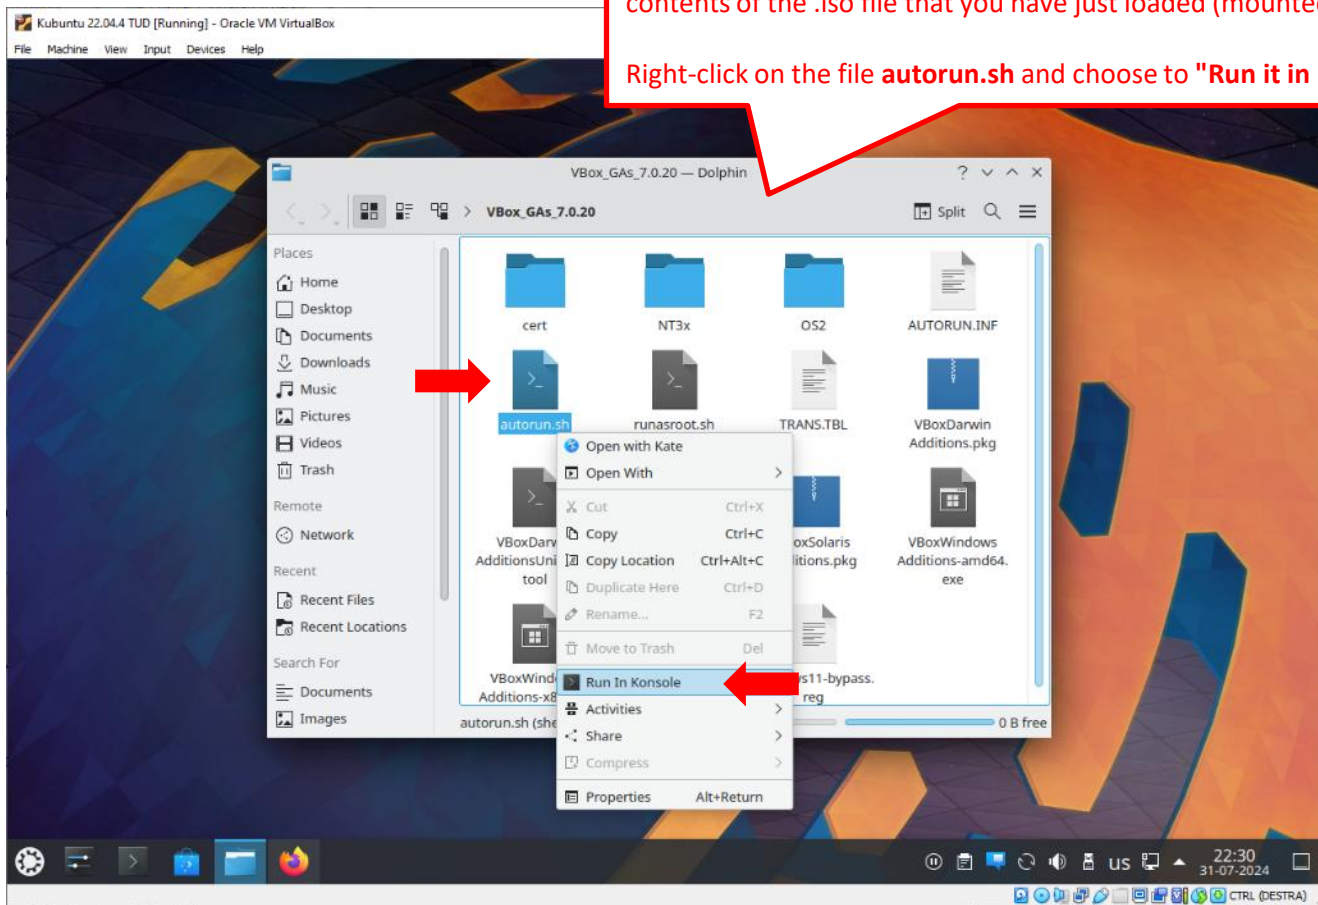 contents of the .iso file that you have just loaded (mounted
Right-click on the file autorun.sh and choose to "Run it in
Kubuntu 22.04.4 TUD [Running] - Oracle VM VirtualBox
File Machine View Input Devices Help
VBox_GAs_7.0.20 — Dolphin
VBox_GAs_7.0.20
Split
Places
Home
Desktop
Documents
Downloads
Music
Pictures
Videos
Trash
Remote
Network
Recent
Recent Files
Recent Locations
Search For
Documents
Images
cert
NT3x
OS2
AUTORUN.INF
autorun.sh
runasroot.sh
TRANS.TBL
VBoxDarwin
Additions.pkg
VBoxDarw
AdditionsUni
tool
oxSolaris
itions.pkg
VBoxWindows
Additions-amd64.
exe
VBoxWind
Additions-x8
s11-bypass.
reg
autorun.sh (she
0 B free
Open with Kate
Open With
Cut Ctrl+X
Copy Ctrl+C
Copy Location Ctrl+Alt+C
Duplicate Here Ctrl+D
Rename... F2
Move to Trash Del
Run In Konsole
Activities
Share
Compress
Properties Alt+Return
us
22:30
31-07-2024
CTRL (DESTRA)